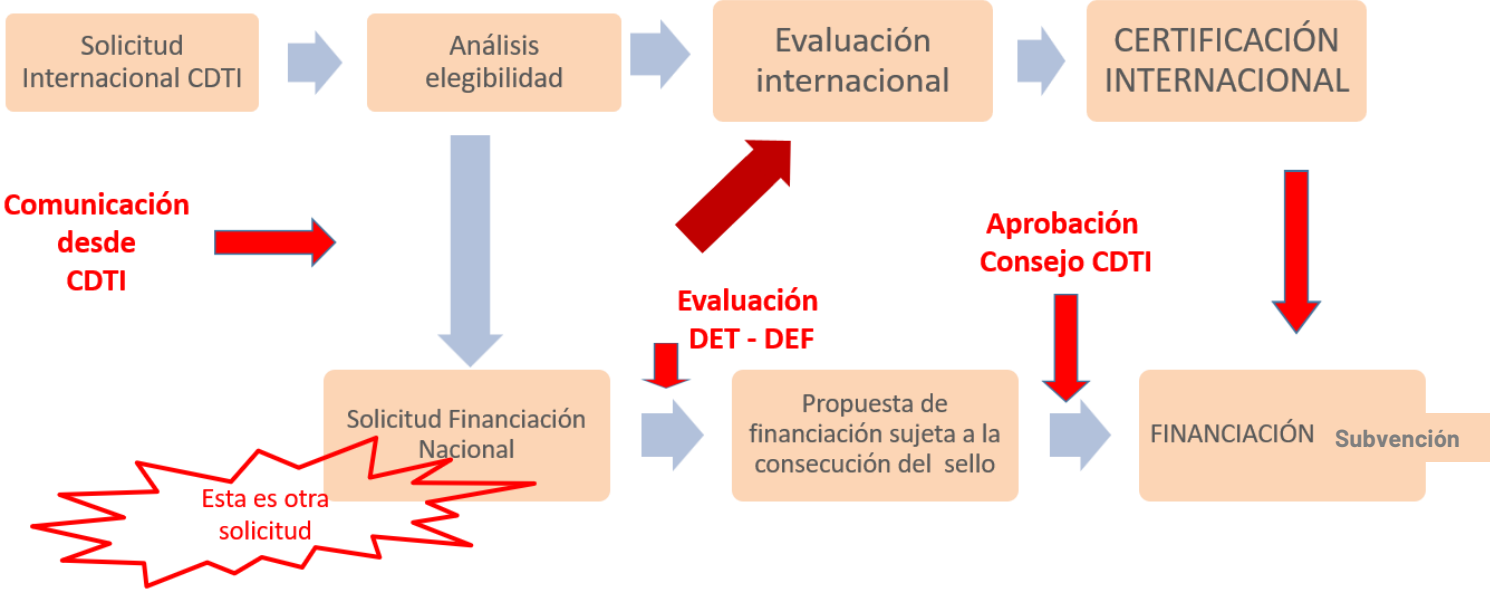 Solicitud
Internacional CDTI
Análisis
elegibilidad
Evaluación
internacional
CERTIFICACIÓN
INTERNACIONAL
Comunicación
desde
CDTI
Evaluación
DET - DEF
Aprobación
Consejo CDTI
Solicitud Financiación
Nacional
Propuesta de
financiación sujeta a la
consecución del sello
FINANCIACIÓN Subvención
Esta es otra
solicitud